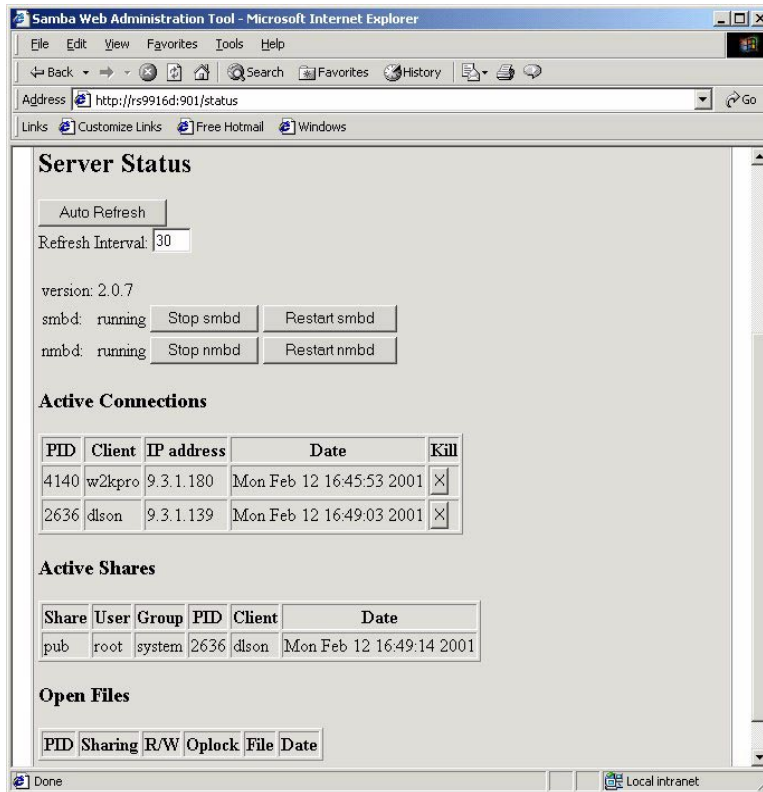 Samba Web Administration Tool - Microsoft Internet Explorer
File Edit View Favorites Tools Help
Back Search Favorites History
Address http://rs9916d:901/status Go
Links Customize Links Free Hotmail Windows
Server Status
Auto Refresh
Refresh Interval: 30
version: 2.0.7
smbd: running Stop smbd Restart smbd
nmbd: running Stop nmbd Restart nmbd
Active Connections
PID Client IP address Date Kill
4140 w2kpro 9.3.1.180 Mon Feb 12 16:45:53 2001 X
2636 dlson 9.3.1.139 Mon Feb 12 16:49:03 2001 X
Active Shares
Share User Group PID Client Date
pub root system 2636 dlson Mon Feb 12 16:49:14 2001
Open Files
PID Sharing R/W Oplock File Date
Done Local intranet